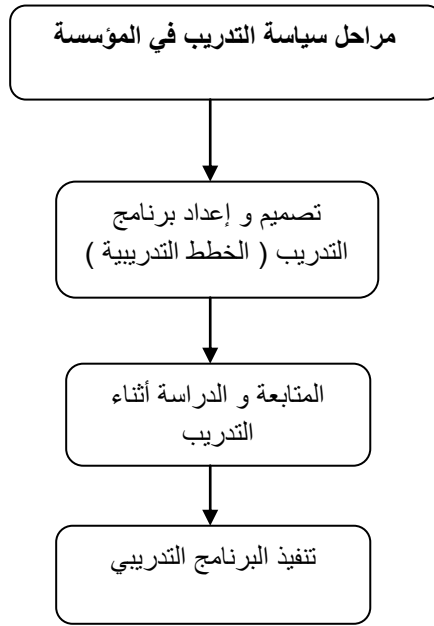 مراحل سياسة التدريب في المؤسسة
تصميم و إعداد برنامج
التدريب ( الخطط التدريبية )
المتابعة و الدراسة أثناء
التدريب
تنفيذ البرنامج التدريبي